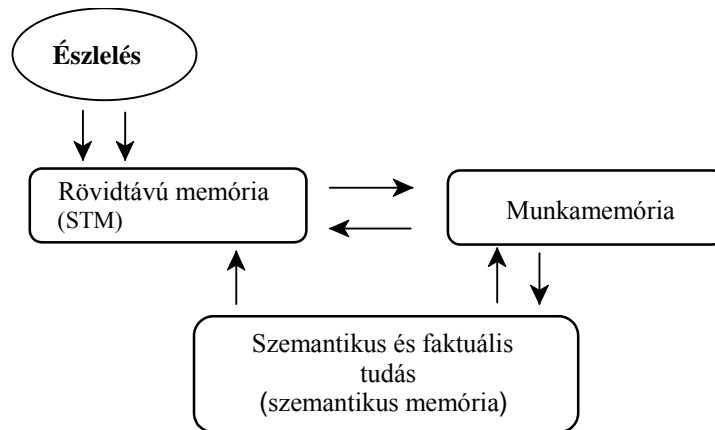 Észlelés
Rövidtávú memória
(STM)
Munkamemória
Szemantikus és faktuális
tudás
(szemantikus memória)